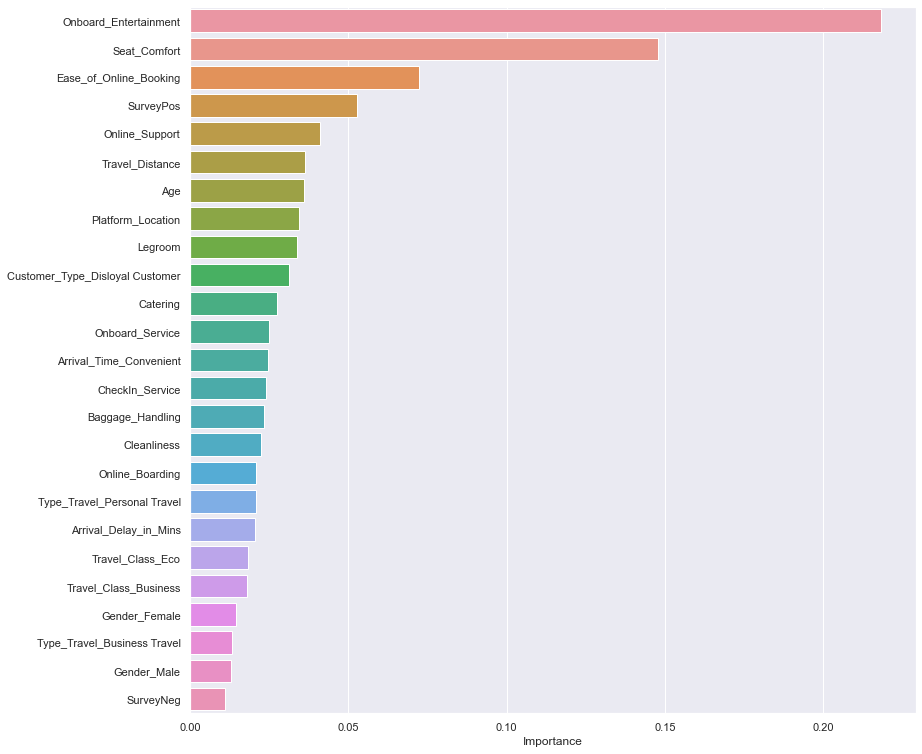 Onboard_Entertainment
Seat_Comfort
Ease_of_Online_Booking
SurveyPos
Online_Support
Travel_Distance
Age
Platform_Location
Legroom
Customer_Type_Disloyal Customer
Catering
Onboard_Service
Arrival_Time_Convenient
CheckIn_Service
Baggage_Handling
Cleanliness
Online_Boarding
Type_Travel_Personal Travel
Arrival_Delay_in_Mins
Travel_Class_Eco
Travel_Class_Business
Gender_Female
Type_Travel_Business Travel
Gender_Male
SurveyNeg
0.00 0.05 0.10 0.15 0.20
Importance